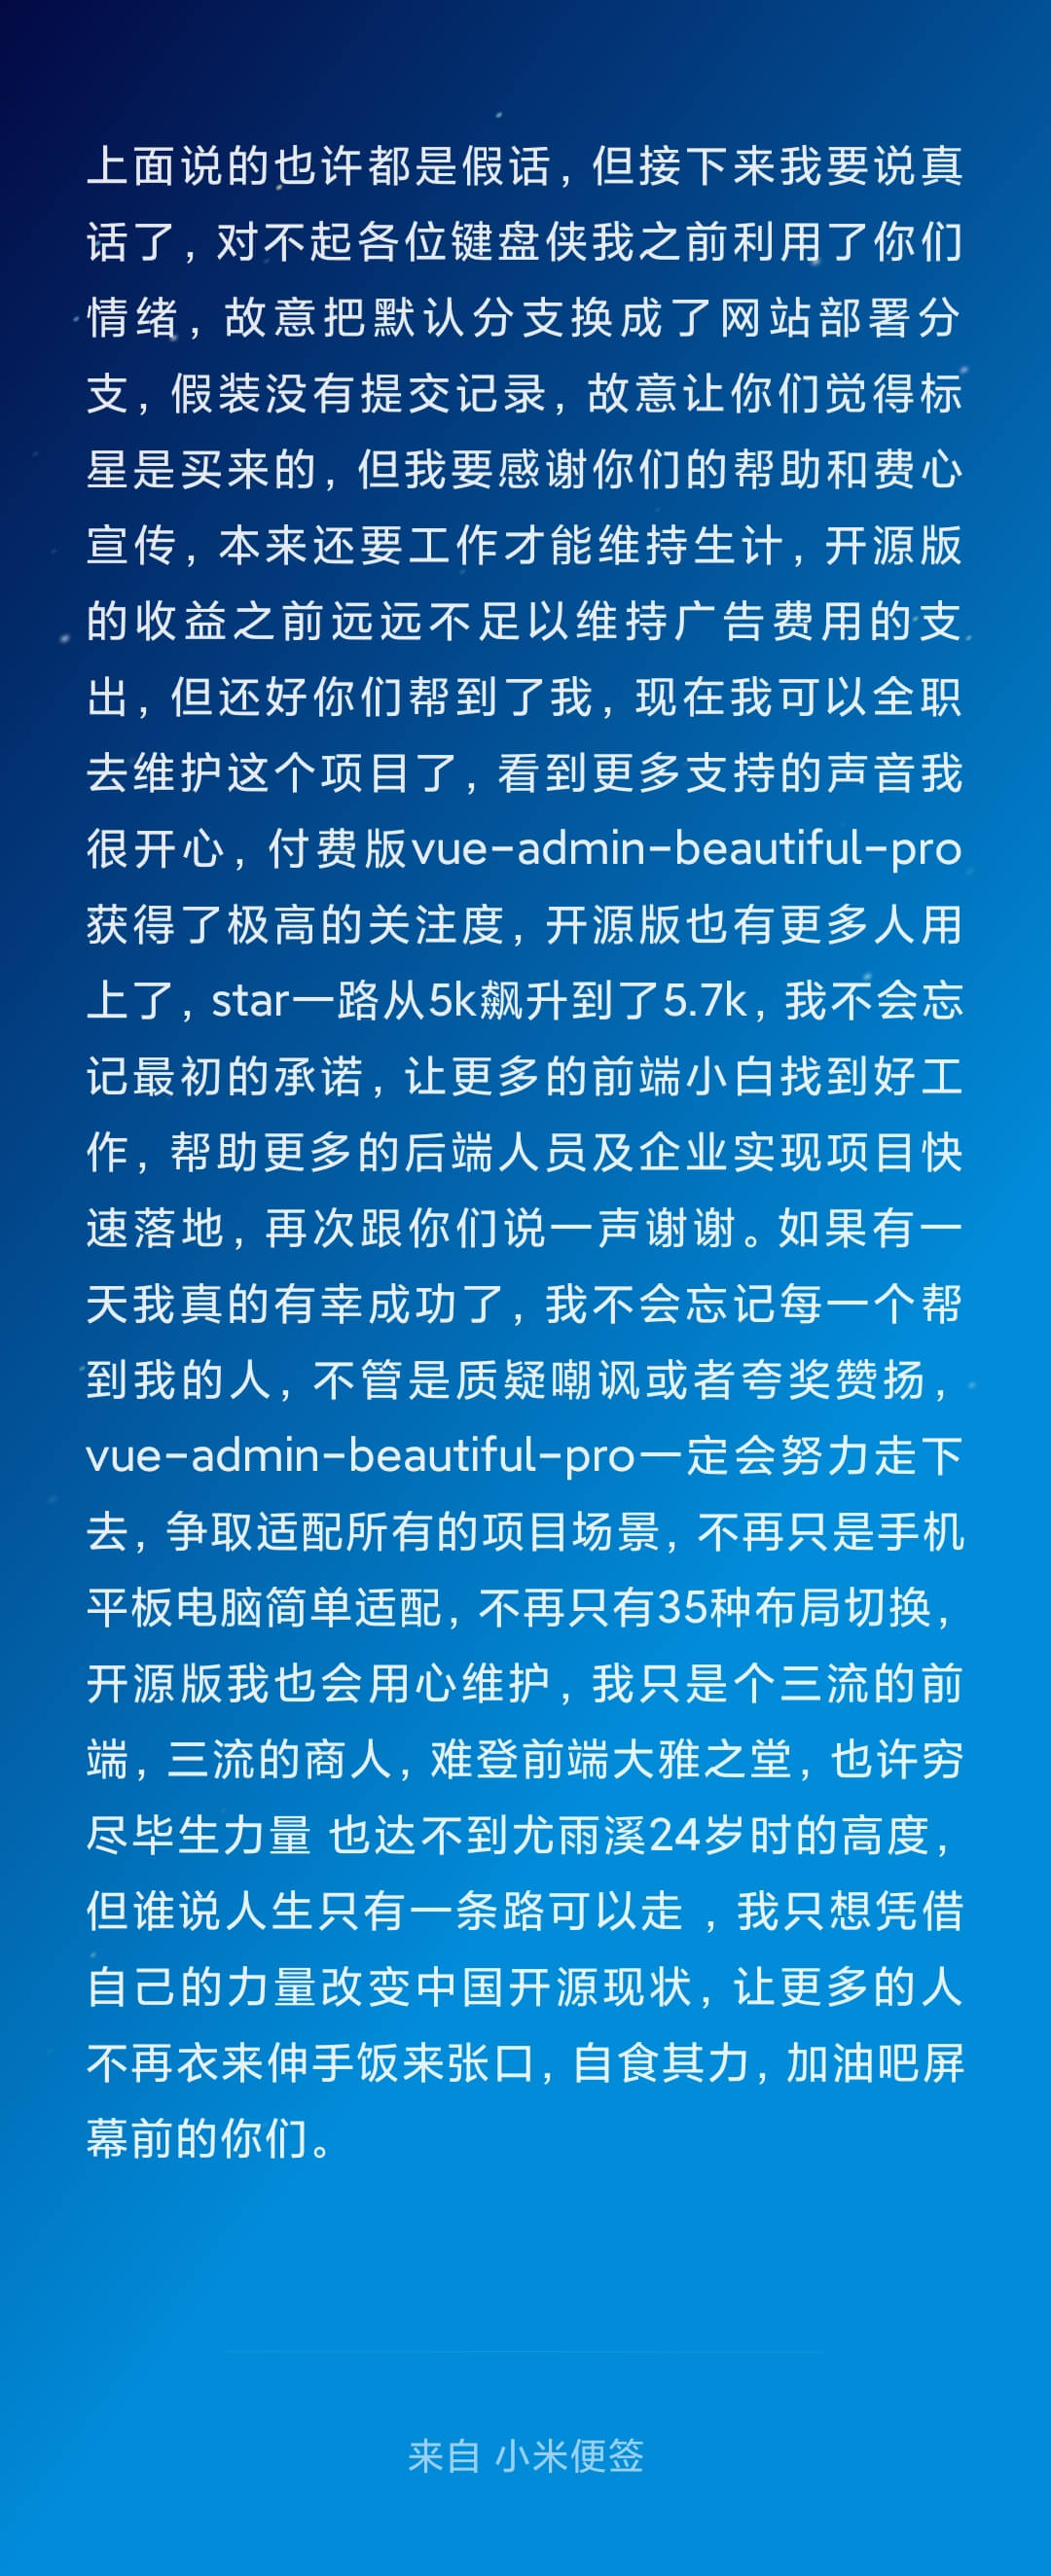 上面说的也许都是假话，但接下来我要说真
话了，对不起各位键盘侠我之前利用了你们
情绪，故意把默认分支换成了网站部署分
支，假装没有提交记录，故意让你们觉得标
星是买来的，但我要感谢你们的帮助和费心
宣传，本来还要工作才能维持生计，开源版
的收益之前远远不足以维持广告费用的支
出，但还好你们帮到了我，现在我可以全职
去维护这个项目了，看到更多支持的声音我
很开心，付费版vue-admin-beautiful-pro
获得了极高的关注度，开源版也有更多人用
上了，star一路从5k飙升到了5.7k，我不会忘
记最初的承诺，让更多的前端小白找到好工
作，帮助更多的后端人员及企业实现项目快
速落地，再次跟你们说一声谢谢。如果有一
天我真的有幸成功了，我不会忘记每一个帮
到我的人，不管是质疑嘲讽或者夸奖赞扬，
vue-admin-beautiful-pro一定会努力走下
去，争取适配所有的项目场景，不再只是手机
平板电脑简单适配，不再只有35种布局切换，
开源版我也会用心维护，我只是个三流的前
端，三流的商人，难登前端大雅之堂，也许穷
尽毕生力量 也达不到尤雨溪24岁时的高度，
但谁说人生只有一条路可以走 ，我只想凭借
自己的力量改变中国开源现状，让更多的人
不再衣来伸手饭来张口，自食其力，加油吧屏
幕前的你们。
来自 小米便签